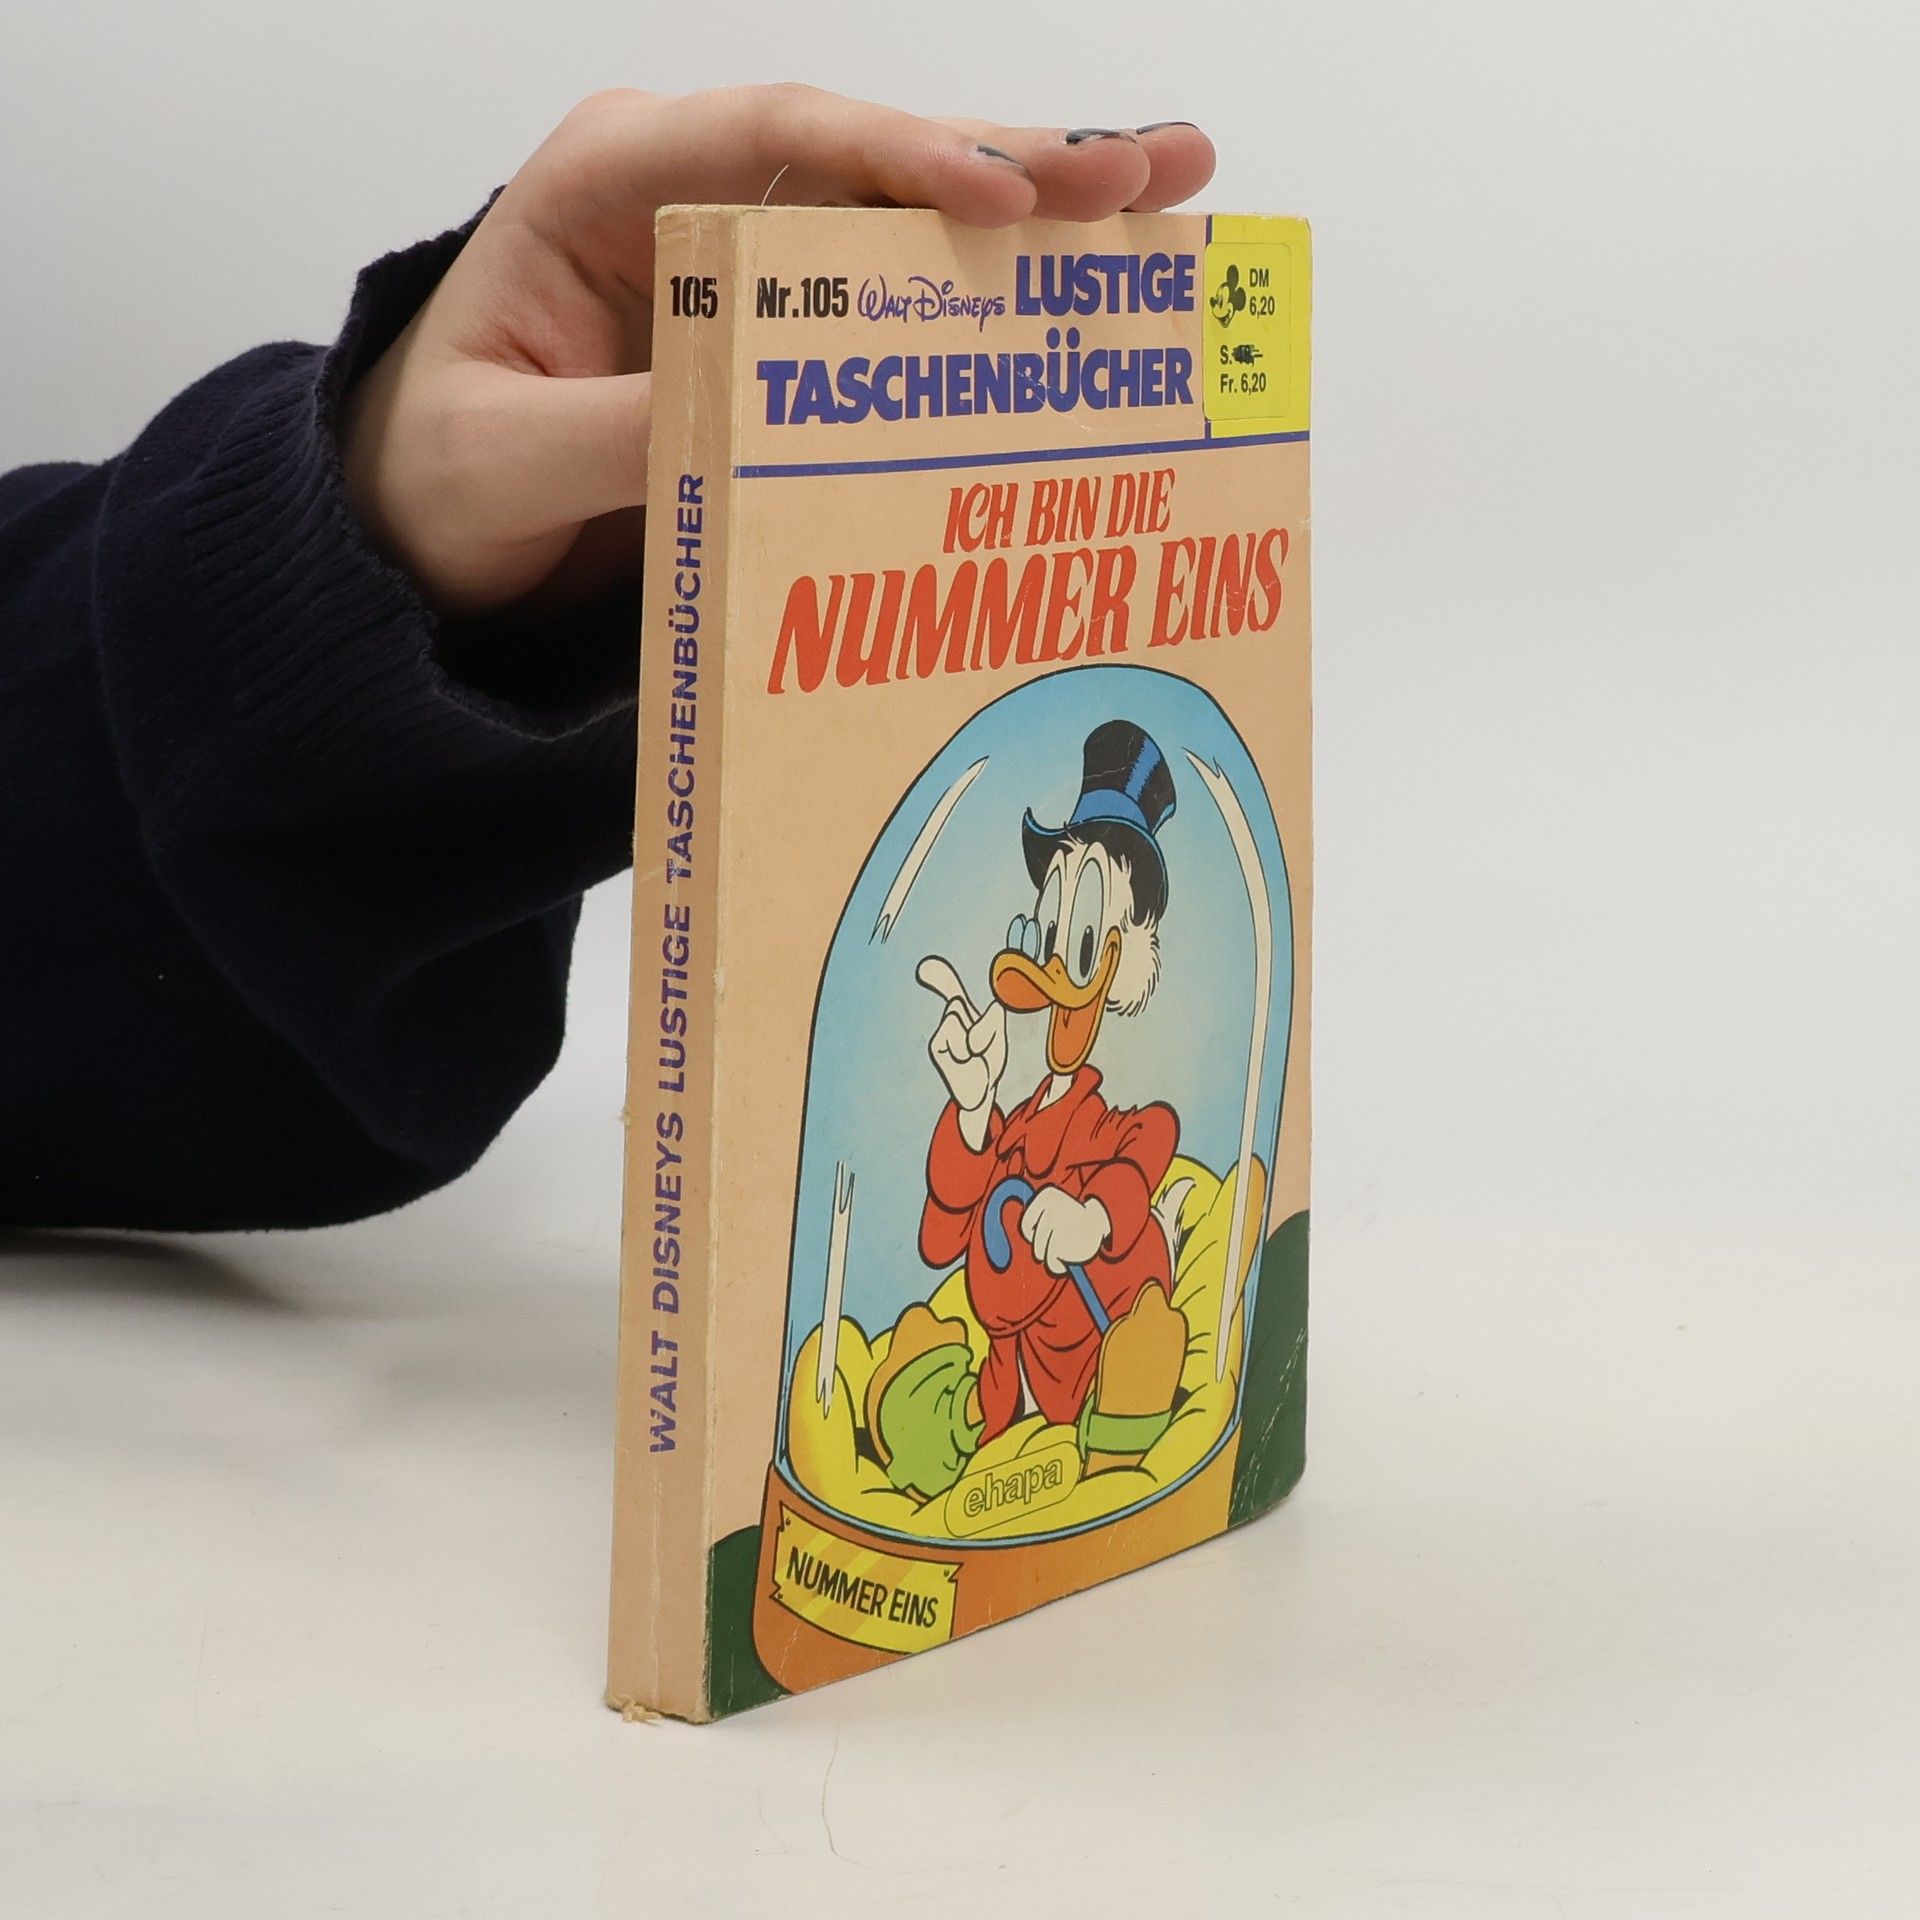 105
WALT DISNEYS LUSTIGE TASCHENBÜCHER
Nr.105 Walt Disneys LUSTIGE
TASCHENBÜCHER
DM
6,20
S.
Fr. 6,20
ICH BIN DIE
NUMMER EINS
ehapa
NUMMER EINS